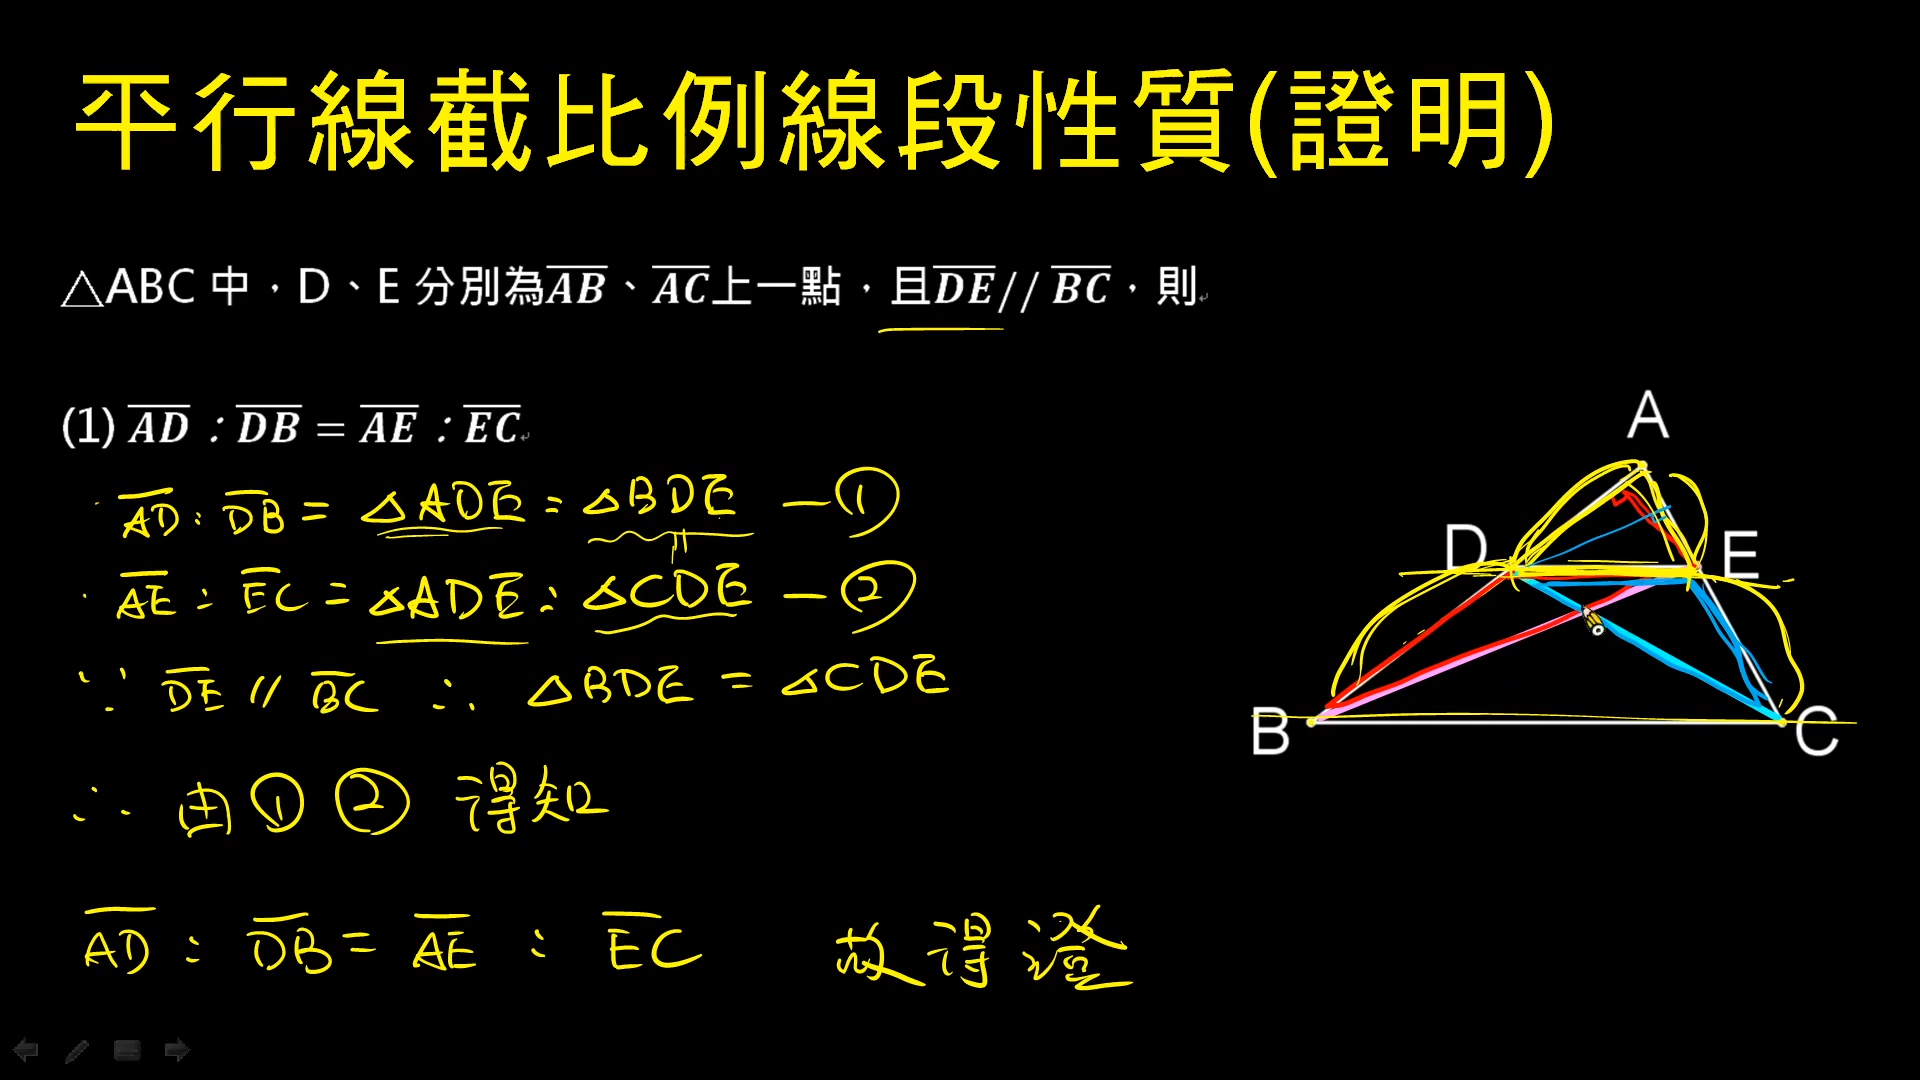 平行線截比例線段性質(證明)
△ABC 中，D、E 分別為AB、AC上一點，且DE// BC，則
(1) AD：DB = AE：EC
AD : DB = △ADE = △BDE —①
AE : EC = △ADE : △CDE —②
∵ DE // BC ∴ △BDE = △CDE
∴ 由 ① ② 得知
AD : DB = AE : EC 故得澄
A
D
E
B
C